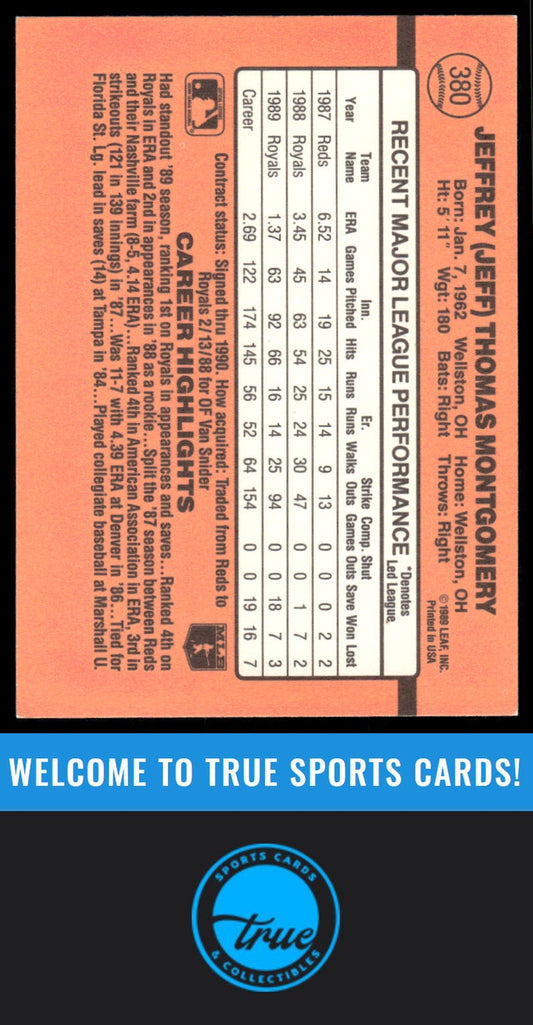 380
JEFFREY (JEFF) THOMAS MONTGOMERY
Born: Jan. 7, 1962 Wellston, OH Home: Wellston, OH
Ht: 5' 11" Wgt: 180 Bats: Right Throws: Right
© 1989 LEAF, INC.
Printed in USA
RECENT MAJOR LEAGUE PERFORMANCE
*Denotes
Led League
Year Team Name ERA Games Inn. Pitched Hits Runs Er. Runs Walks Strike Outs Comp. Games Shut Outs Save Won Lost
1987 Reds 6.52 14 19 25 15 14 9 13 0 0 0 2 2
1988 Royals 3.45 45 63 54 25 24 30 47 0 0 1 7 2
1989 Royals 1.37 63 92 66 16 14 25 94 0 0 18 7 3
Career 2.69 122 174 145 56 52 64 154 0 0 19 16 7
Contract status: Signed thru 1990. How acquired: Traded from Reds to
Royals 2/13/88 for OF Van Snider
CAREER HIGHLIGHTS
MLB
Had standout '89 season, ranking 1st on Royals in appearances and saves...Ranked 4th on
Royals in ERA and 2nd in appearances in '88 as a rookie...Split the '87 season between Reds
and their Nashville farm (8-5, 4.14 ERA)...Ranked 4th in American Association in ERA, 3rd in
strikeouts (121 in 139 innings) in '87...Was 11-7 with 4.39 ERA at Denver in '86...Tied for
Florida St. Lg. lead in saves (14) at Tampa in '84...Played collegiate baseball at Marshall U.
WELCOME TO TRUE SPORTS CARDS!
SPORTS CARDS
true
& COLLECTIBLES